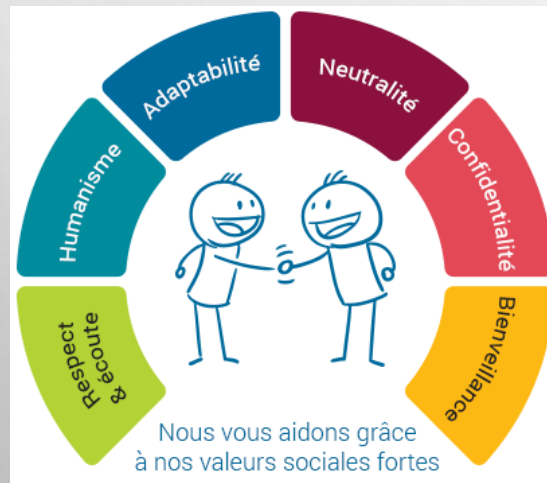 Respect
& écoute
Humanisme
Adaptabilité
Neutralité
Confidentialité
Bienveillance
Nous vous aidons grâce
à nos valeurs sociales fortes